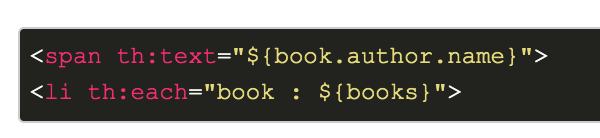 <span th:text="${book.author.name}">
<li th:each="book : ${books}">